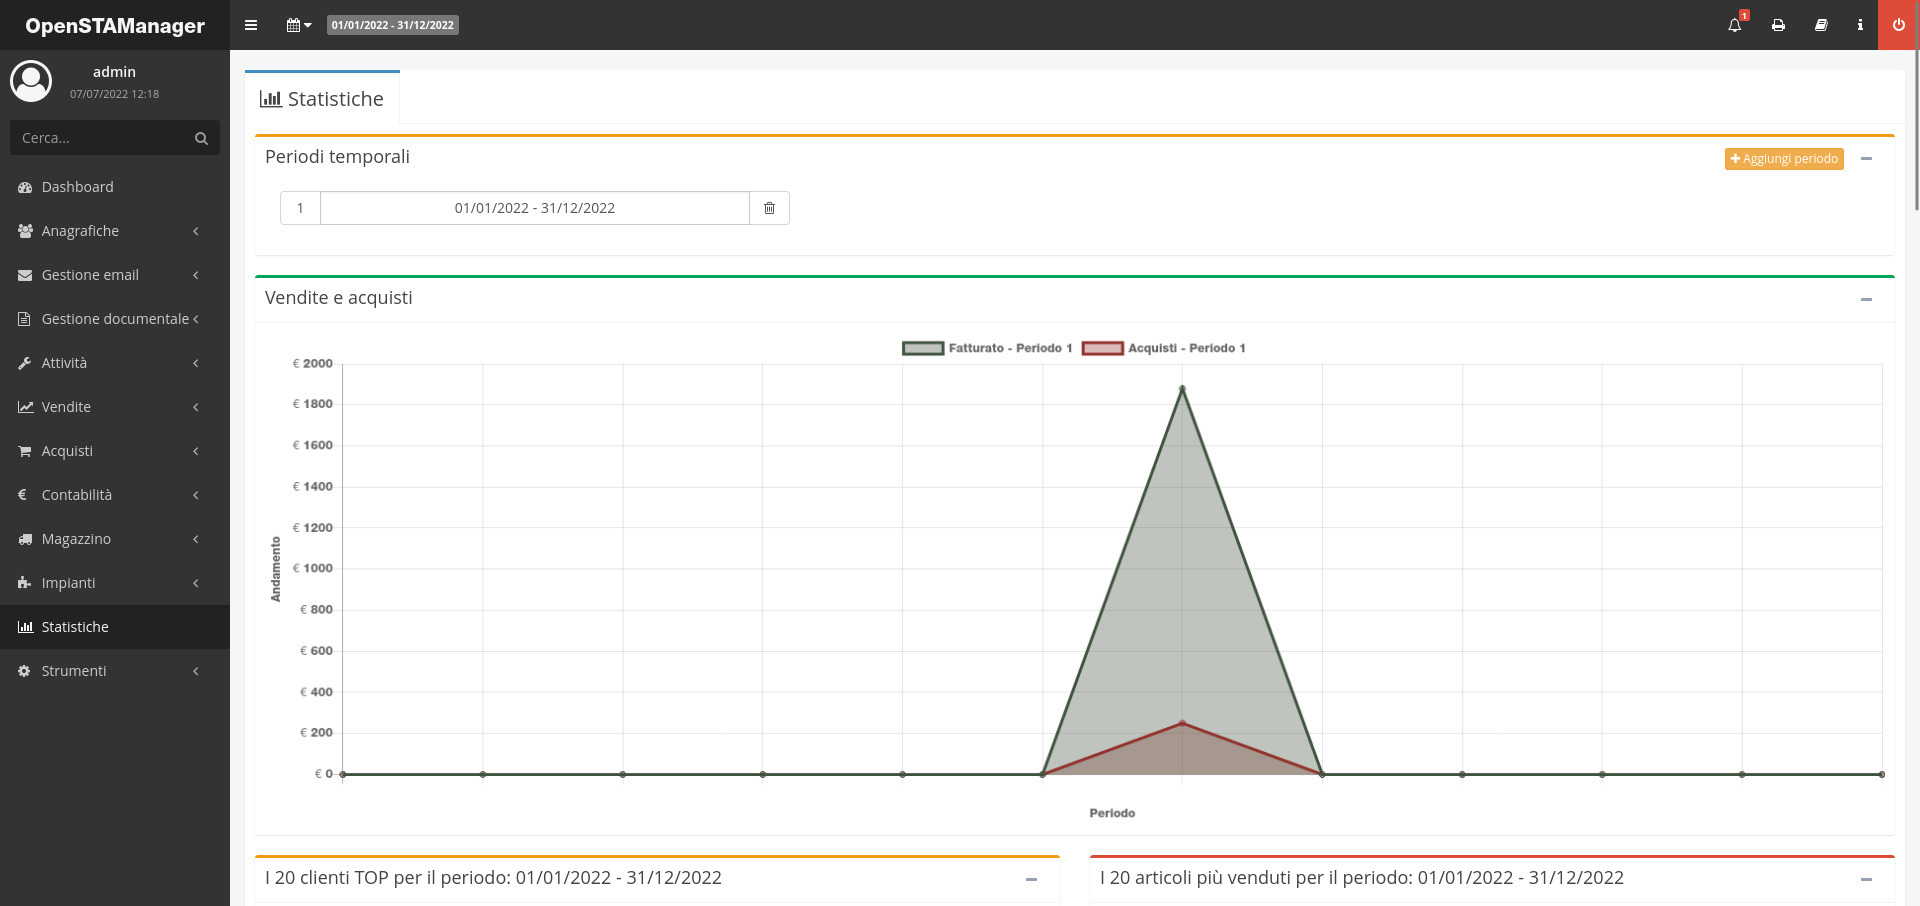 OpenSTAManager
01/01/2022 - 31/12/2022
1
admin
07/07/2022 12:18
Cerca...
Dashboard
Anagrafiche
Gestione email
Gestione documentale
Attività
Vendite
Acquisti
Contabilità
Magazzino
Impianti
Statistiche
Strumenti
Statistiche
Periodi temporali
Aggiungi periodo
1
01/01/2022 - 31/12/2022
Vendite e acquisti
Fatturato - Periodo 1
Acquisti - Periodo 1
€ 2000
€ 1800
€ 1600
€ 1400
€ 1200
€ 1000
€ 800
€ 600
€ 400
€ 200
€ 0
Andamento
Periodo
I 20 clienti TOP per il periodo: 01/01/2022 - 31/12/2022
I 20 articoli più venduti per il periodo: 01/01/2022 - 31/12/2022